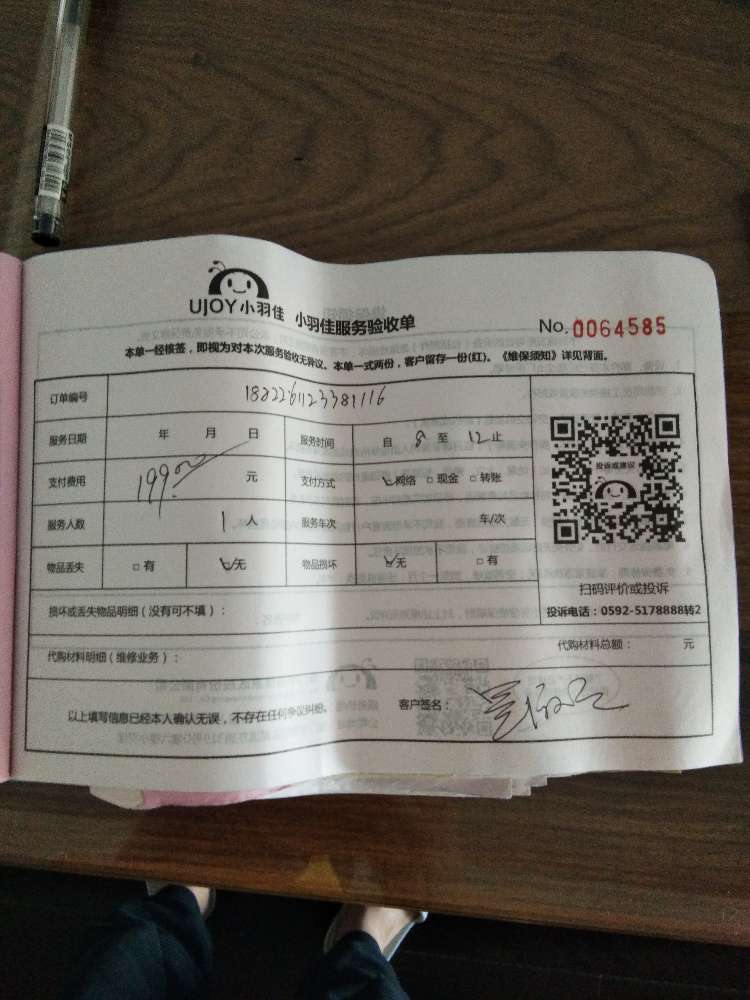 UJOY小羽佳 小羽佳服务验收单
No. 0064585
本单一经核签，即视为对本次服务验收无异议。本单一式两份，客户留存一份(红)。《维保须知》详见背面。
订单编号
服务日期 年 月 日 服务时间 自 8 至 12 止
支付费用 199.00 元 支付方式 网络 □现金 □转账
服务人数 1 人 服务车次 车/次
物品丢失 □有 无 物品损坏 无 □有
投诉或建议
扫码评价或投诉
投诉电话：0592-5178888转2
损坏或丢失物品明细（没有可不填）：
代购材料明细（维修业务）： 代购材料总额： 元
以上填写信息已经本人确认无误，不存在任何争议纠纷。 客户签名：